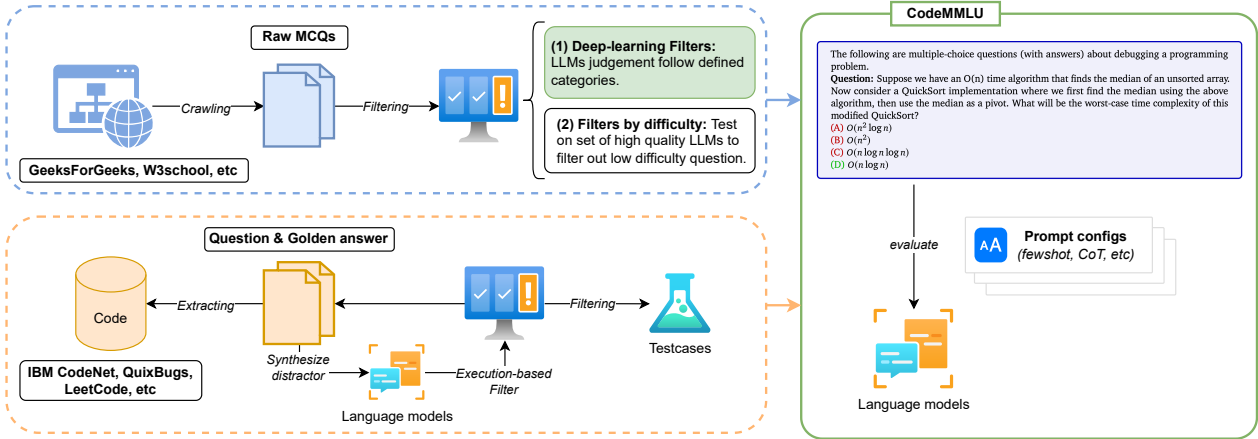 Raw MCQs
Crawling
Filtering
GeeksForGeeks, W3school, etc
(1) Deep-learning Filters:
LLMs judgement follow defined
categories.
(2) Filters by difficulty: Test
on set of high quality LLMs to
filter out low difficulty question.
Question & Golden answer
Code
Extracting
Filtering
Testcases
IBM CodeNet, QuixBugs,
LeetCode, etc
Synthesize
distractor
Language models
Execution-based
Filter
CodeMMLU
The following are multiple-choice questions (with answers) about debugging a programming
problem.
Question: Suppose we have an O(n) time algorithm that finds the median of an unsorted array.
Now consider a QuickSort implementation where we first find the median using the above
algorithm, then use the median as a pivot. What will be the worst-case time complexity of this
modified QuickSort?
(A) O(n² log n)
(B) O(n²)
(C) O(n log n log n)
(D) O(n log n)
evaluate
AA
Prompt configs
(fewshot, CoT, etc)
Language models